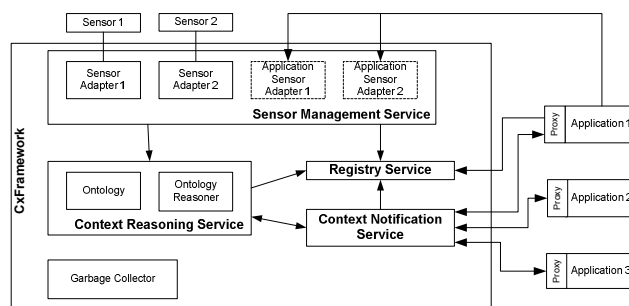 Sensor 1
Sensor 2
Sensor
Adapter 1
Sensor
Adapter 2
Application
Sensor
Adapter 1
Application
Sensor
Adapter 2
Sensor Management Service
CxFramework
Proxy
Application 1
Registry Service
Ontology
Ontology
Reasoner
Context Reasoning Service
Context Notification
Service
Proxy
Application 2
Proxy
Application 3
Garbage Collector